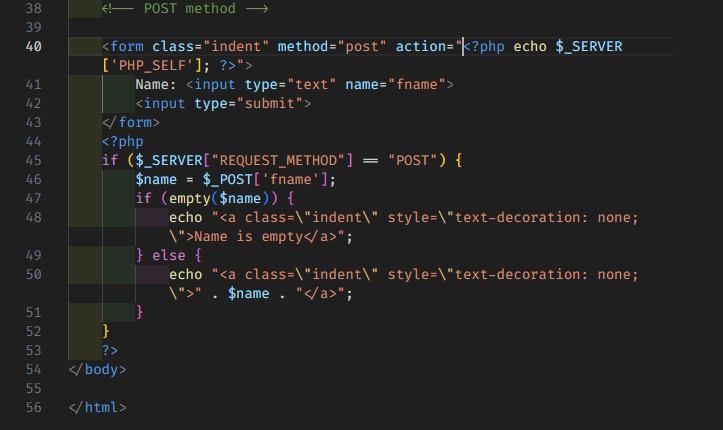 38 <!-- POST method -->
39
40 <form class="indent" method="post" action="<?php echo $_SERVER
['PHP_SELF']; ?>">
41 Name: <input type="text" name="fname">
42 <input type="submit">
43 </form>
44 <?php
45 if ($_SERVER["REQUEST_METHOD"] == "POST") {
46 $name = $_POST['fname'];
47 if (empty($name)) {
48 echo "<a class=\"indent\" style=\"text-decoration: none;
\">Name is empty</a>";
49 } else {
50 echo "<a class=\"indent\" style=\"text-decoration: none;
\">" . $name . "</a>";
51 }
52 }
53 ?>
54 </body>
55
56 </html>